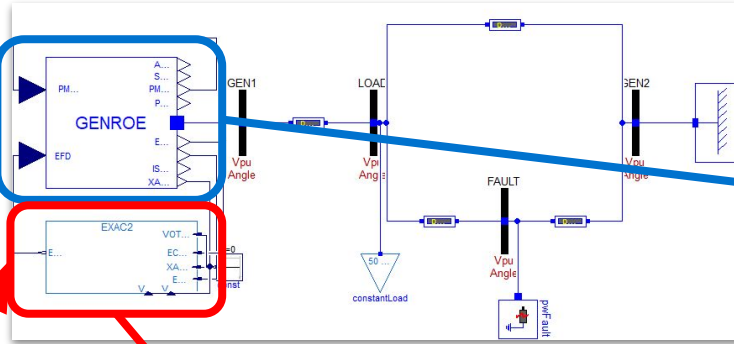 A...
S...
PM...
PM...
P...
GENROE
E...
EFD
IS...
XA...
EXAC2
VOT...
E...
EC...
XA...
E...
V
V
=0
GEN1
Vpu
Angle
LOAD
Vpu
Angle
50 ...
constantLoad
FAULT
Vpu
Angle
pwFault
GEN2
Vpu
Angle